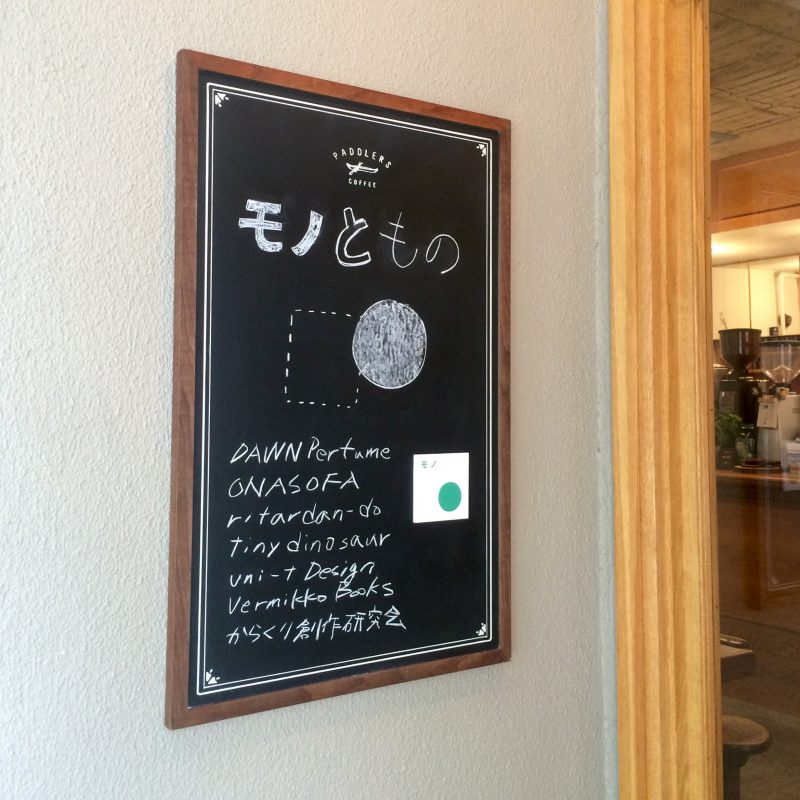 PADDLERS
COFFEE
モノともの
DAWN Perfume
ONASOFA
モノ
ritardan-do
tiny dinosaur
uni-t Design
Vermikko Books
からくり創作研究会